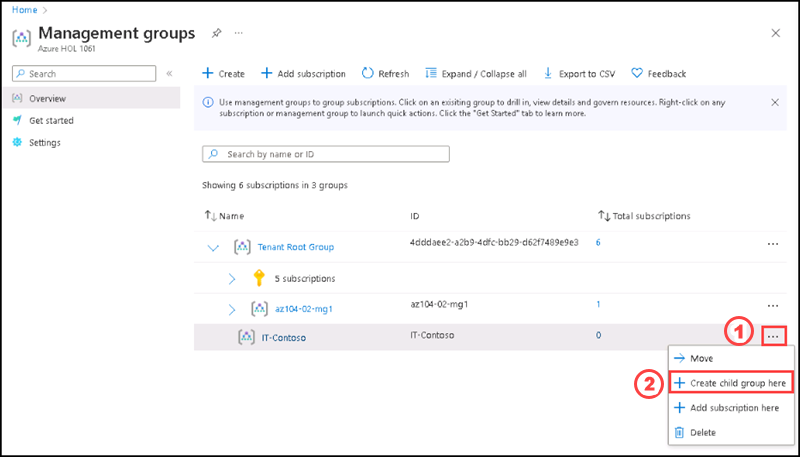 Home >
Management groups
Azure HOL 1061
Search
Overview
Get started
Settings
+ Create + Add subscription Refresh Expand / Collapse all Export to CSV Feedback
Use management groups to group subscriptions. Click on an exisiting group to drill in, view details and govern resources. Right-click on any
subscription or management group to launch quick actions. Click the "Get Started" tab to learn more.
Search by name or ID
Showing 6 subscriptions in 3 groups
Name ID Total subscriptions
Tenant Root Group 4dddaee2-a2b9-4dfc-bb29-d62f7489e9e3 6
5 subscriptions
az104-02-mg1 az104-02-mg1 1
IT-Contoso IT-Contoso 0
1
Move
2
Create child group here
Add subscription here
Delete